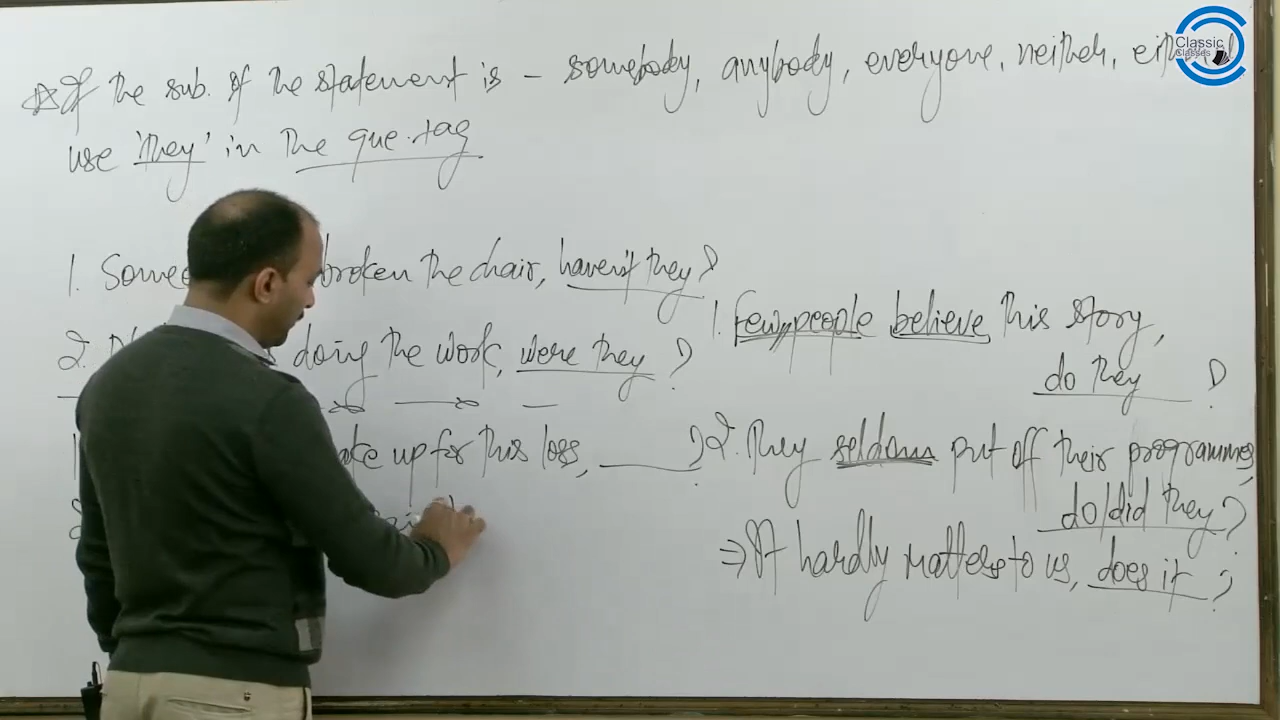 If the sub. of the statement is - somebody, anybody, everyone, neither,
use 'they' in the que. tag
1. broken the chair, haven't they?
2. doing the work, were they?
up for this loss, ?
1. Few people believe this story,
do they ?
2. They seldom put off their programmes,
do/did they?
⇒ It hardly matters to us, does it?
Classic
Classes